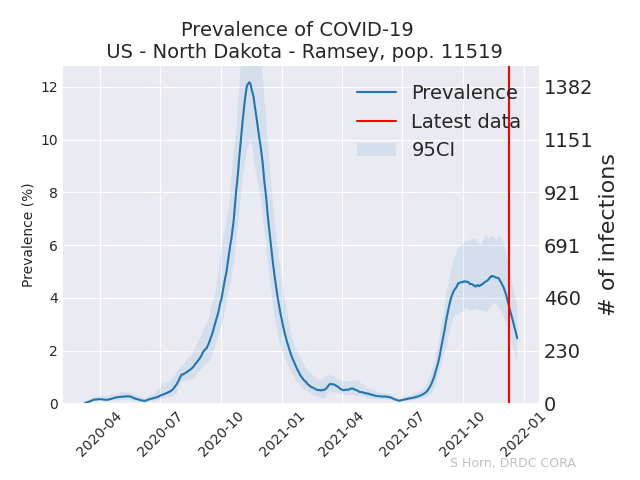 Prevalence of COVID-19
US - North Dakota - Ramsey, pop. 11519
Prevalence
Latest data
95CI
Prevalence (%)
12
10
8
6
4
2
0
1382
1151
921
691
460
230
0
# of infections
2020-04
2020-07
2020-10
2021-01
2021-04
2021-07
2021-10
2022-01
S Horn, DRDC CORA